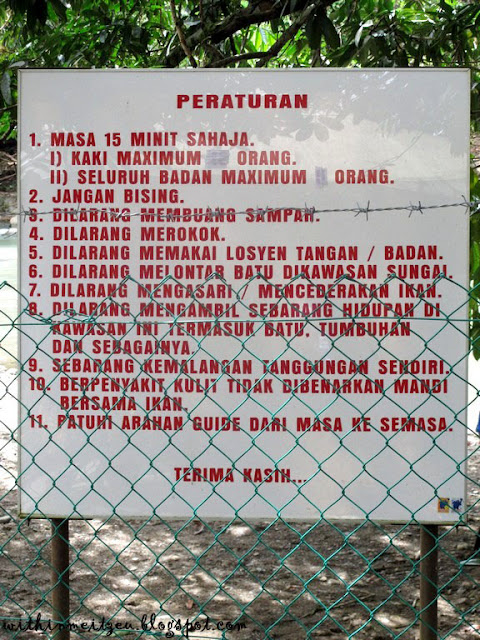 PERATURAN
1. MASA 15 MINIT SAHAJA.
I) KAKI MAXIMUM ORANG.
II) SELURUH BADAN MAXIMUM ORANG.
2. JANGAN BISING.
3. DILARANG MEMBUANG SAMPAH.
4. DILARANG MEROKOK.
5. DILARANG MEMAKAI LOSYEN TANGAN / BADAN.
6. DILARANG MELONTAR BATU DIKAWASAN SUNGAI.
7. DILARANG MENGASARI / MENCEDERAKAN IKAN.
8. DILARANG MENGAMBIL SEBARANG HIDUPAN DI
KAWASAN INI TERMASUK BATU, TUMBUHAN
DAN SEBAGAINYA.
9. SEBARANG KEMALANGAN TANGGUNGAN SENDIRI.
10. BERPENYAKIT KULIT TIDAK DIBENARKAN MANDI
BERSAMA IKAN.
11. PATUHI ARAHAN GUIDE DARI MASA KE SEMASA.
TERIMA KASIH...
withinmeitzeu.blogspot.com